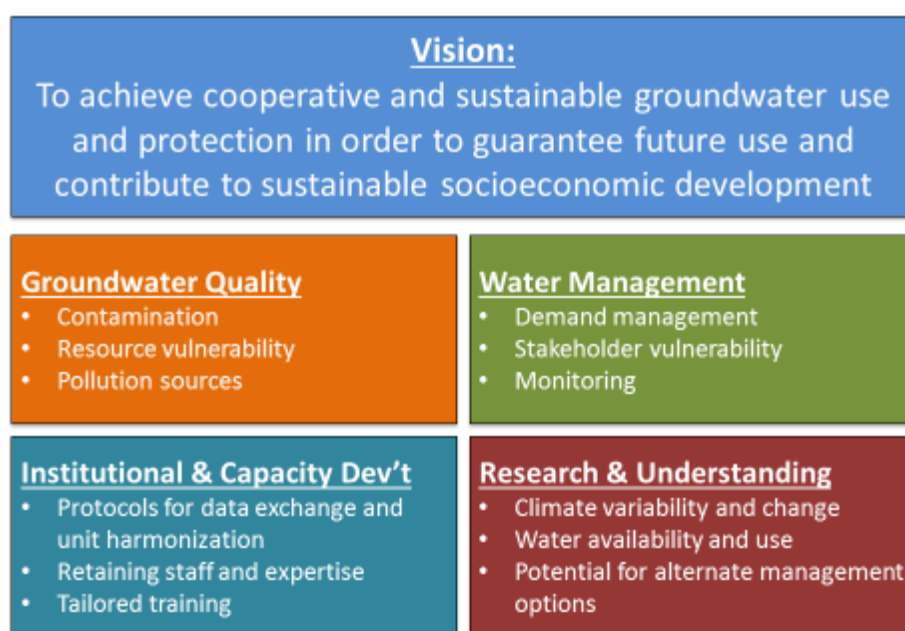 Vision:
To achieve cooperative and sustainable groundwater use
and protection in order to guarantee future use and
contribute to sustainable socioeconomic development
Groundwater Quality
• Contamination
• Resource vulnerability
• Pollution sources
Water Management
• Demand management
• Stakeholder vulnerability
• Monitoring
Institutional & Capacity Dev't
• Protocols for data exchange and
unit harmonization
• Retaining staff and expertise
• Tailored training
Research & Understanding
• Climate variability and change
• Water availability and use
• Potential for alternate management
options